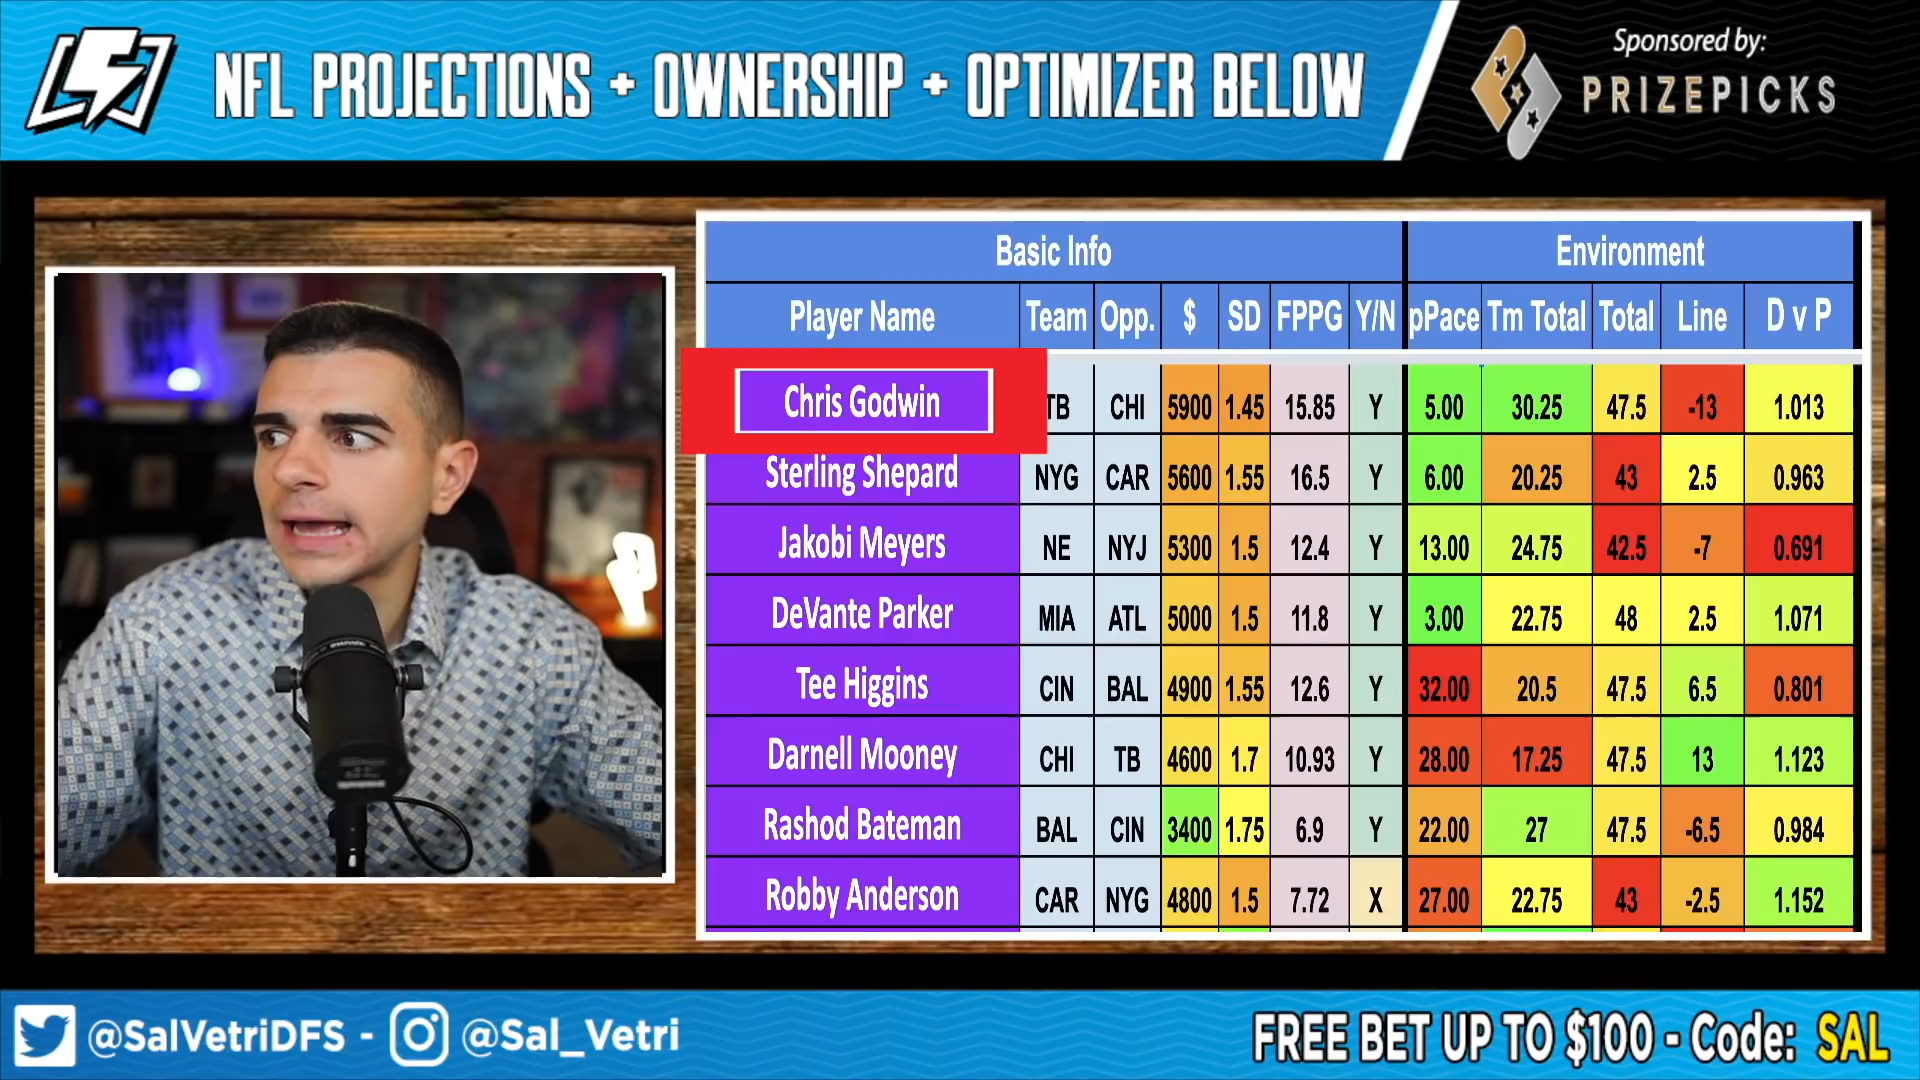 NFL PROJECTIONS + OWNERSHIP + OPTIMIZER BELOW
Sponsored by:
PRIZEPICKS
Basic Info Environment
Player Name Team Opp. $ SD FPPG Y/N pPace Tm Total Total Line D v P
Chris Godwin TB CHI 5900 1.45 15.85 Y 5.00 30.25 47.5 -13 1.013
Sterling Shepard NYG CAR 5600 1.55 16.5 Y 6.00 20.25 43 2.5 0.963
Jakobi Meyers NE NYJ 5300 1.5 12.4 Y 13.00 24.75 42.5 -7 0.691
DeVante Parker MIA ATL 5000 1.5 11.8 Y 3.00 22.75 48 2.5 1.071
Tee Higgins CIN BAL 4900 1.55 12.6 Y 32.00 20.5 47.5 6.5 0.801
Darnell Mooney CHI TB 4600 1.7 10.93 Y 28.00 17.25 47.5 13 1.123
Rashod Bateman BAL CIN 3400 1.75 6.9 Y 22.00 27 47.5 -6.5 0.984
Robby Anderson CAR NYG 4800 1.5 7.72 X 27.00 22.75 43 -2.5 1.152
@SalVetriDFS - @Sal_Vetri
FREE BET UP TO $100 - Code: SAL